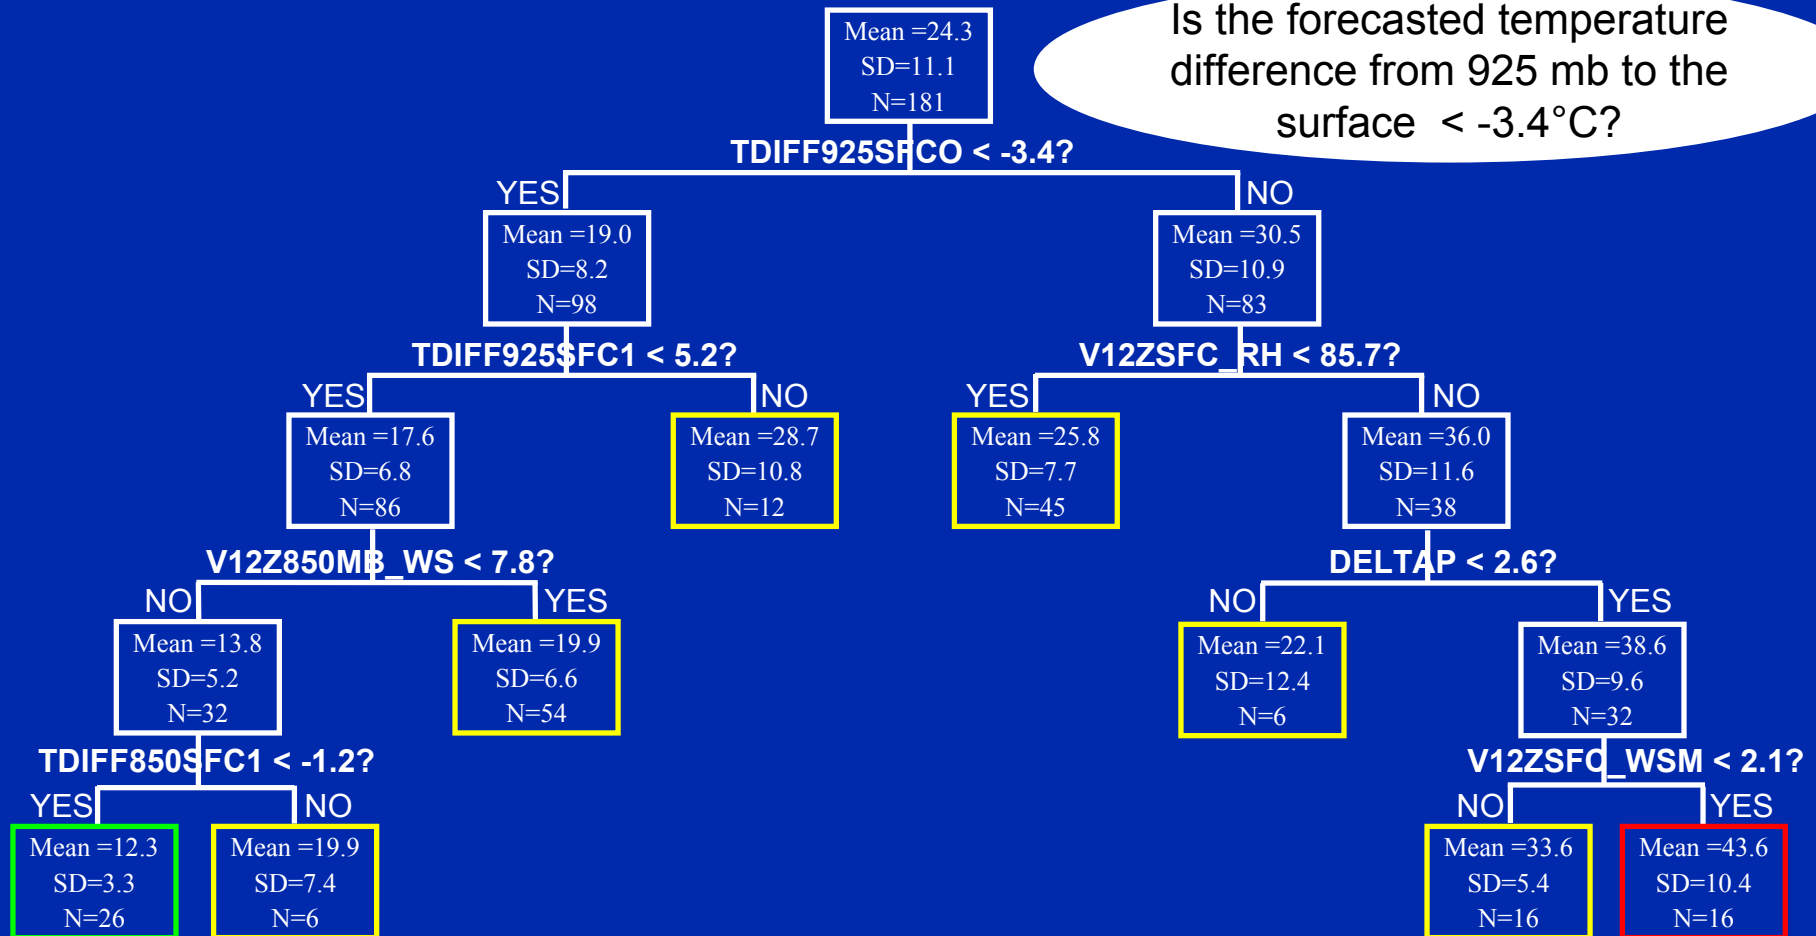 Mean =24.3
SD=11.1
N=181
Is the forecasted temperature
difference from 925 mb to the
surface < -3.4°C?
TDIFF925SFCO < -3.4?
YES
NO
Mean =19.0
SD=8.2
N=98
Mean =30.5
SD=10.9
N=83
TDIFF925SFC1 < 5.2?
V12ZSFC_RH < 85.7?
YES
NO
YES
NO
Mean =17.6
SD=6.8
N=86
Mean =28.7
SD=10.8
N=12
Mean =25.8
SD=7.7
N=45
Mean =36.0
SD=11.6
N=38
V12Z850MB_WS < 7.8?
DELTAP < 2.6?
NO
YES
NO
YES
Mean =13.8
SD=5.2
N=32
Mean =19.9
SD=6.6
N=54
Mean =22.1
SD=12.4
N=6
Mean =38.6
SD=9.6
N=32
TDIFF850SFC1 < -1.2?
V12ZSFC_WSM < 2.1?
YES
NO
NO
YES
Mean =12.3
SD=3.3
N=26
Mean =19.9
SD=7.4
N=6
Mean =33.6
SD=5.4
N=16
Mean =43.6
SD=10.4
N=16